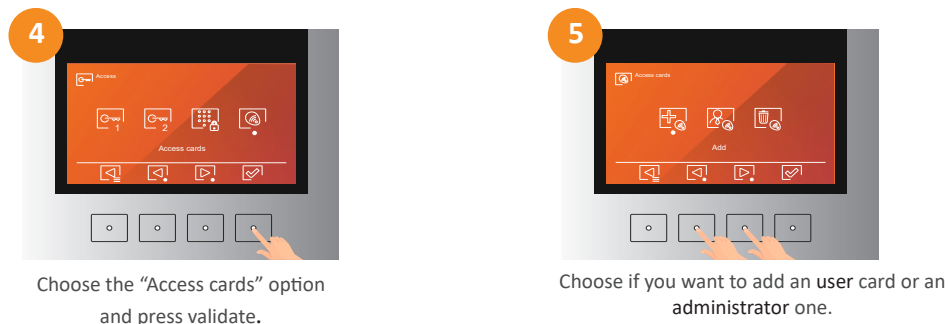 4
Access
1
2
Access cards
Choose the “Access cards” option
and press validate.
5
Access cards
Add
Choose if you want to add an user card or an
administrator one.